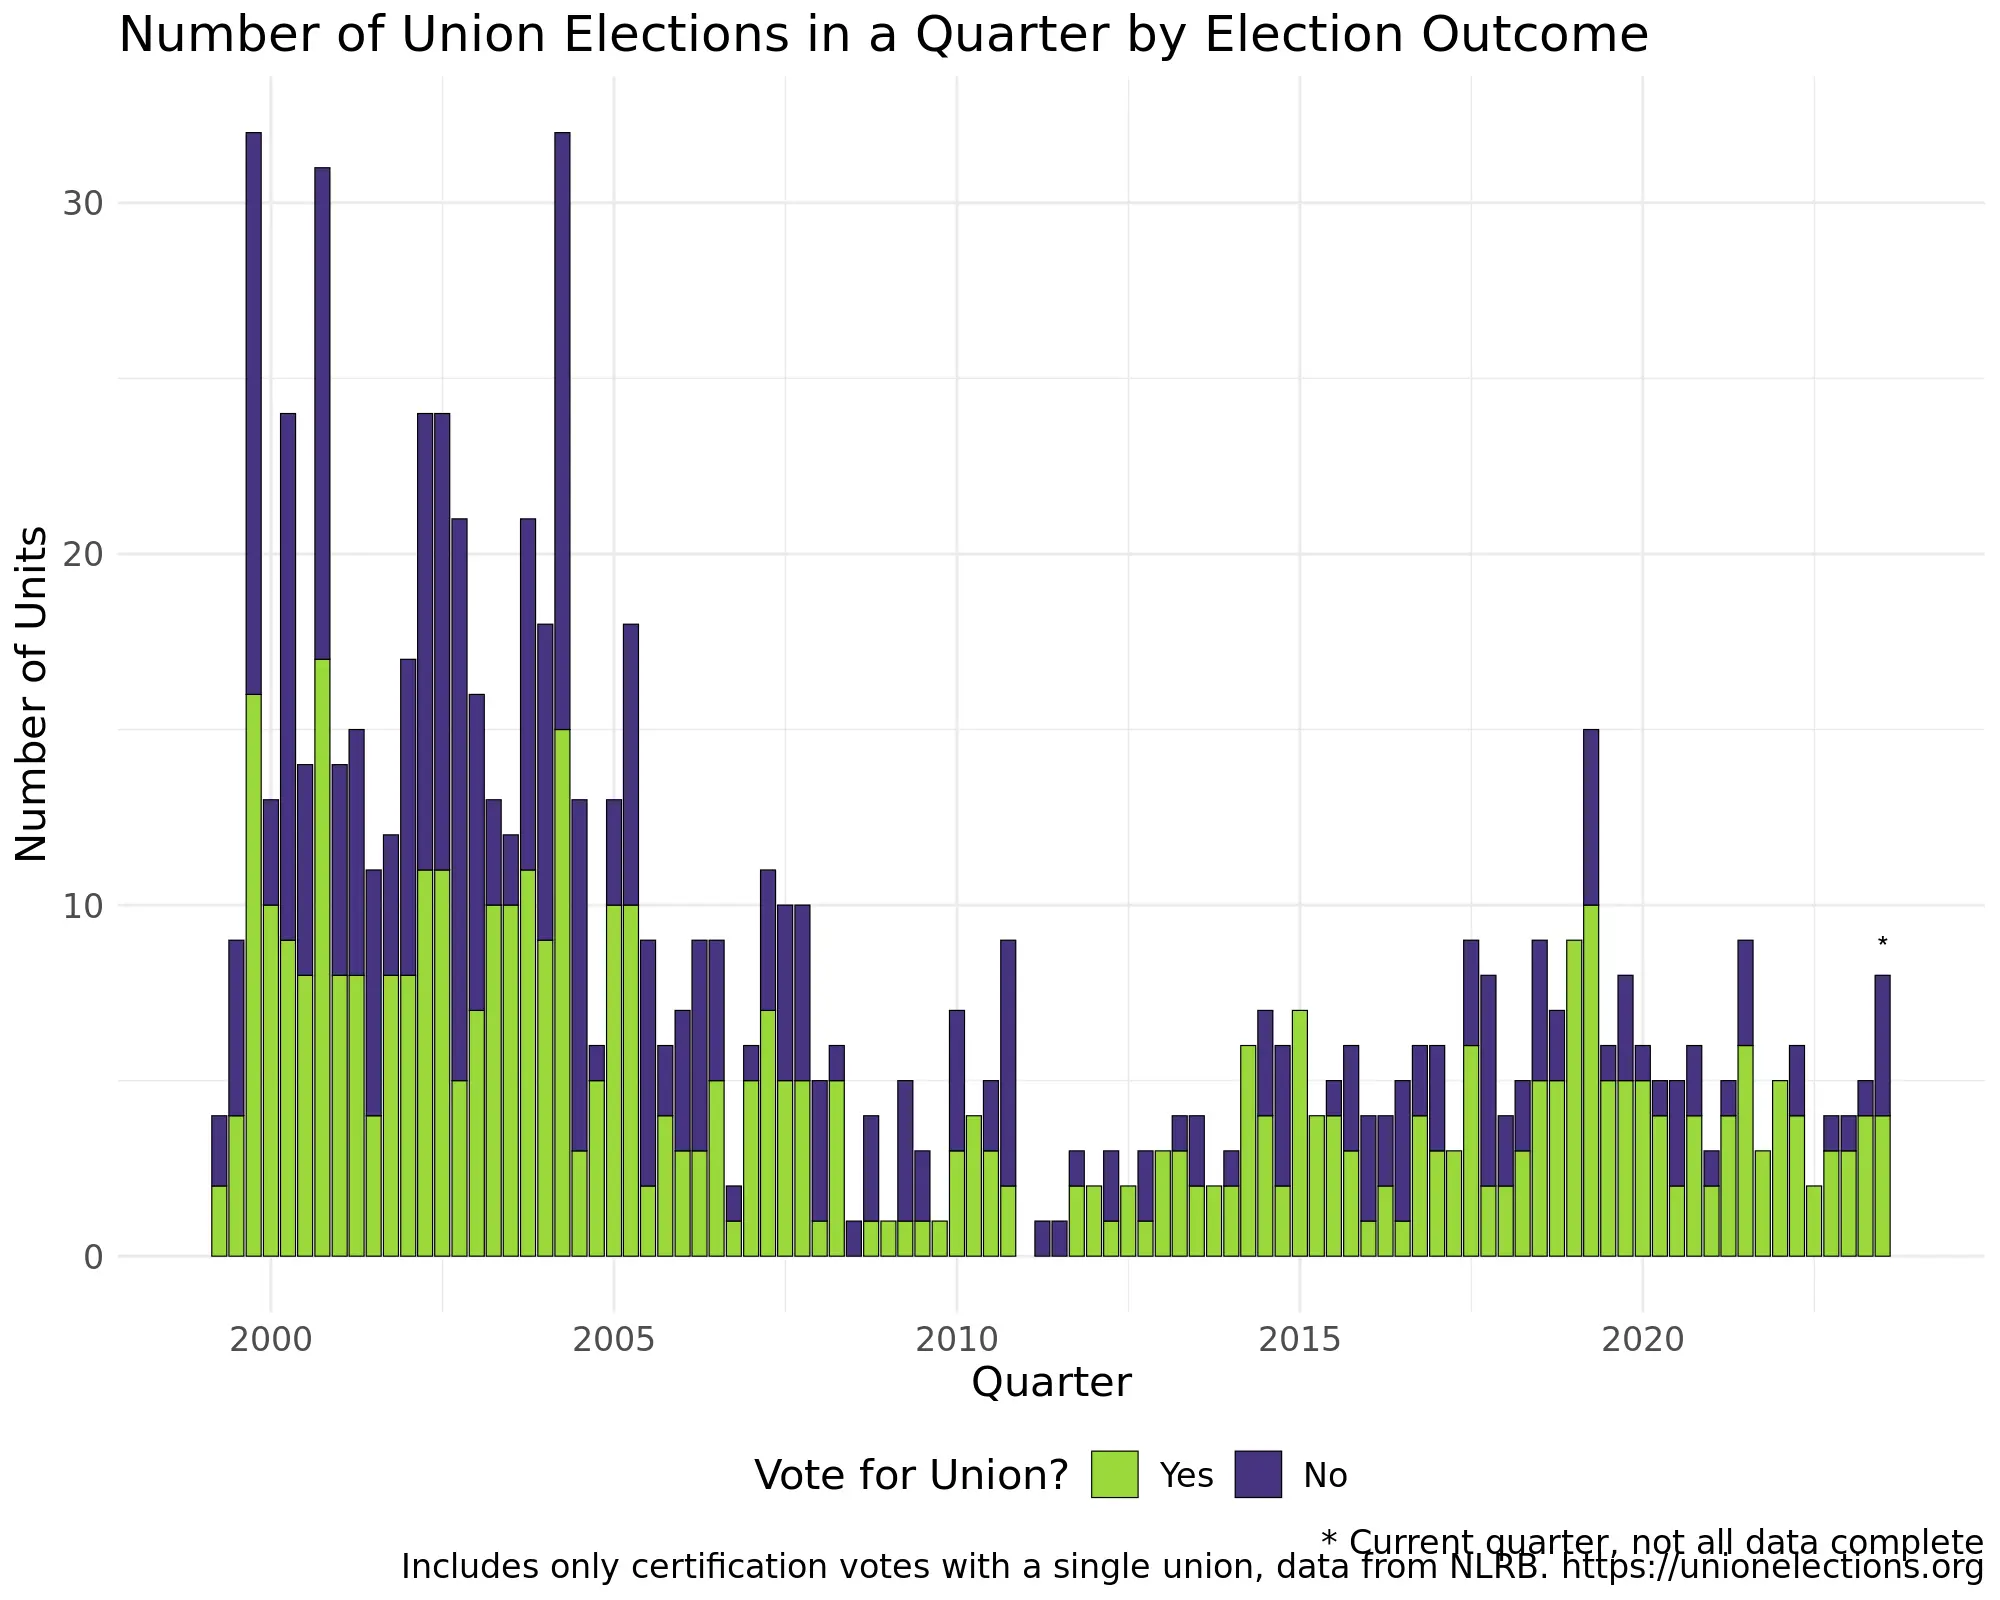 Number of Union Elections in a Quarter by Election Outcome
Number of Units
30
20
10
0
*
2000 2005 2010 2015 2020
Quarter
Vote for Union? Yes No
* Current quarter, not all data complete
Includes only certification votes with a single union, data from NLRB. https://unionelections.org